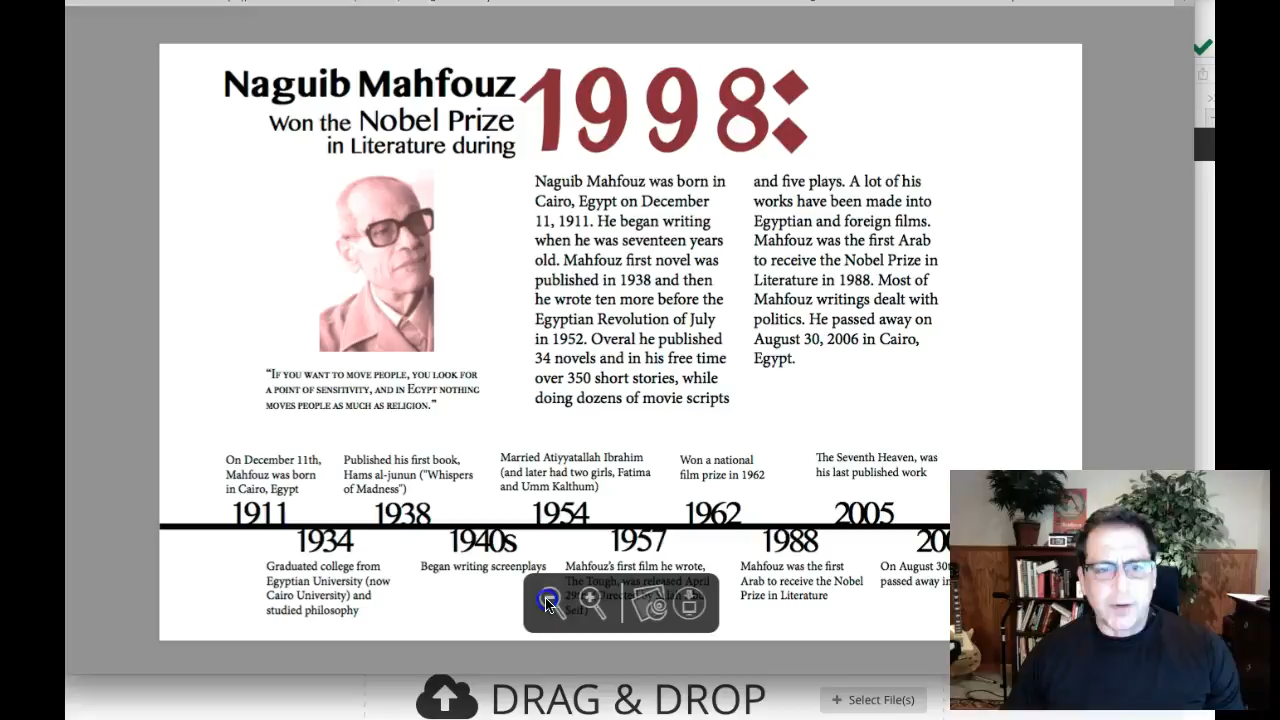 Naguib Mahfouz
Won the Nobel Prize
in Literature during
1998:
Naguib Mahfouz was born in
Cairo, Egypt on December
11, 1911. He began writing
when he was seventeen years
old. Mahfouz first novel was
published in 1938 and then
he wrote ten more before the
Egyptian Revolution of July
in 1952. Overal he published
34 novels and in his free time
over 350 short stories, while
doing dozens of movie scripts
and five plays. A lot of his
works have been made into
Egyptian and foreign films.
Mahfouz was the first Arab
to receive the Nobel Prize in
Literature in 1988. Most of
Mahfouz writings dealt with
politics. He passed away on
August 30, 2006 in Cairo,
Egypt.
"If you want to move people, you look for
a point of sensitivity, and in Egypt nothing
moves people as much as religion."
On December 11th,
Mahfouz was born
in Cairo, Egypt
1911
Published his first book,
Hams al-junun ("Whispers
of Madness")
1938
Married Atiyyatallah Ibrahim
(and later had two girls, Fatima
and Umm Kalthum)
1954
Won a national
film prize in 1962
1962
The Seventh Heaven, was
his last published work
2005
1934
Graduated college from
Egyptian University (now
Cairo University) and
studied philosophy
1940s
Began writing screenplays
1957
Mahfouz's first film he wrote,
The Tough, was released April
1988
Mahfouz was the first
Arab to receive the Nobel
Prize in Literature
200
On August 30th
passed away in
DRAG & DROP
+ Select File(s)